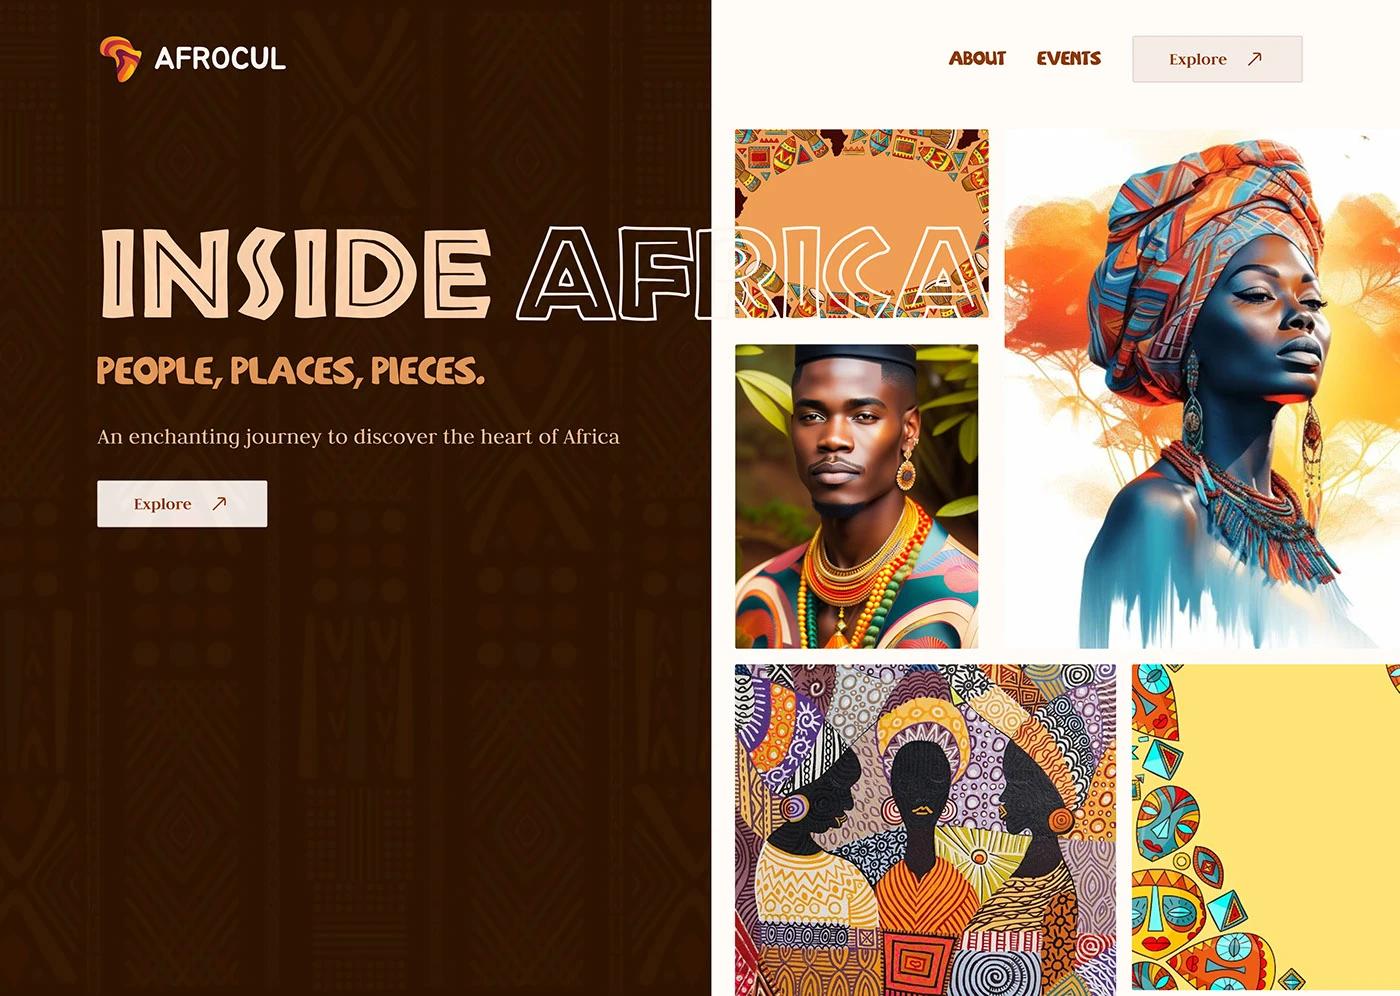 AFROCUL
ABOUT EVENTS Explore
INSIDE AFRICA
PEOPLE, PLACES, PIECES.
An enchanting journey to discover the heart of Africa
Explore